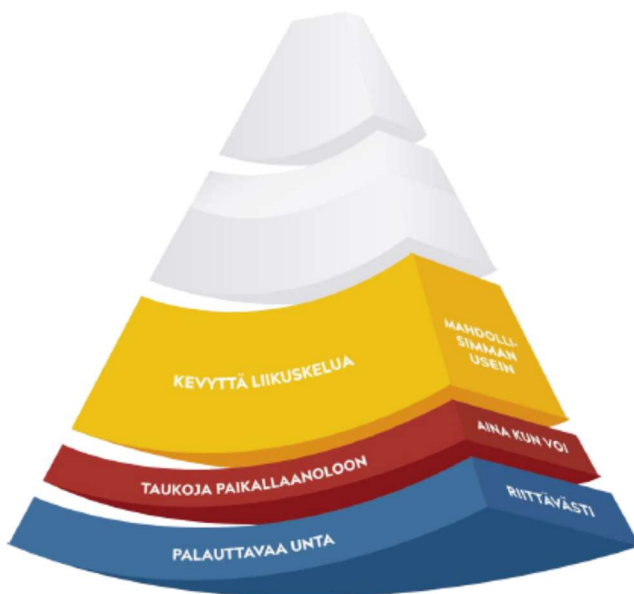 KEVYTTÄ LIIKUSKELUA
MAHDOLLI-
SIMMAN
USEIN
TAUKOJA PAIKALLAANOLOON
AINA KUN VOI
PALAUTTAVAA UNTA
RIITTÄVÄSTI